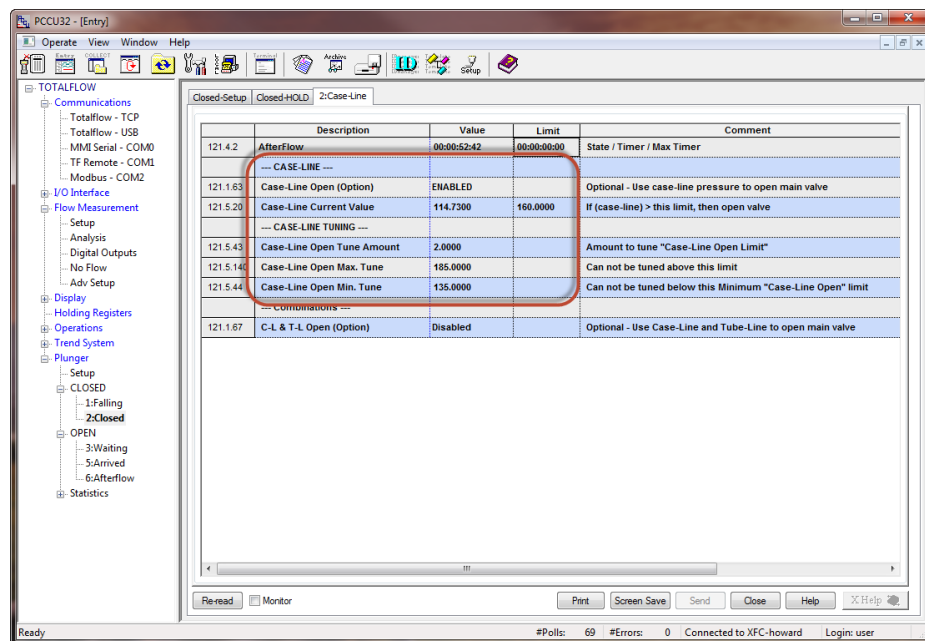 PCCU32 - [Entry]
Operate View Window Help
Entry COLLECT Terminal Archive Setup
TOTALFLOW
Communications
Totalflow - TCP
Totalflow - USB
MMI Serial - COM0
TF Remote - COM1
Modbus - COM2
I/O Interface
Flow Measurement
Setup
Analysis
Digital Outputs
No Flow
Adv Setup
Display
Holding Registers
Operations
Trend System
Plunger
Setup
CLOSED
1:Falling
2:Closed
OPEN
3:Waiting
5:Arrived
6:Afterflow
Statistics
Closed-Setup Closed-HOLD 2:Case-Line
Description Value Limit Comment
121.4.2 AfterFlow 00:00:52:42 00:00:00:00 State / Timer / Max Timer
--- CASE-LINE ---
121.1.63 Case-Line Open (Option) ENABLED Optional - Use case-line pressure to open main valve
121.5.20 Case-Line Current Value 114.7300 160.0000 If (case-line) > this limit, then open valve
--- CASE-LINE TUNING ---
121.5.43 Case-Line Open Tune Amount 2.0000 Amount to tune "Case-Line Open Limit"
121.5.140 Case-Line Open Max. Tune 185.0000 Can not be tuned above this limit
121.5.44 Case-Line Open Min. Tune 135.0000 Can not be tuned below this Minimum "Case-Line Open" limit
--- Combinations ---
121.1.67 C-L & T-L Open (Option) Disabled Optional - Use Case-Line and Tube-Line to open main valve
Re-read Monitor Print Screen Save Send Close Help X Help
Ready #Polls: 69 #Errors: 0 Connected to XFC-howard Login: user